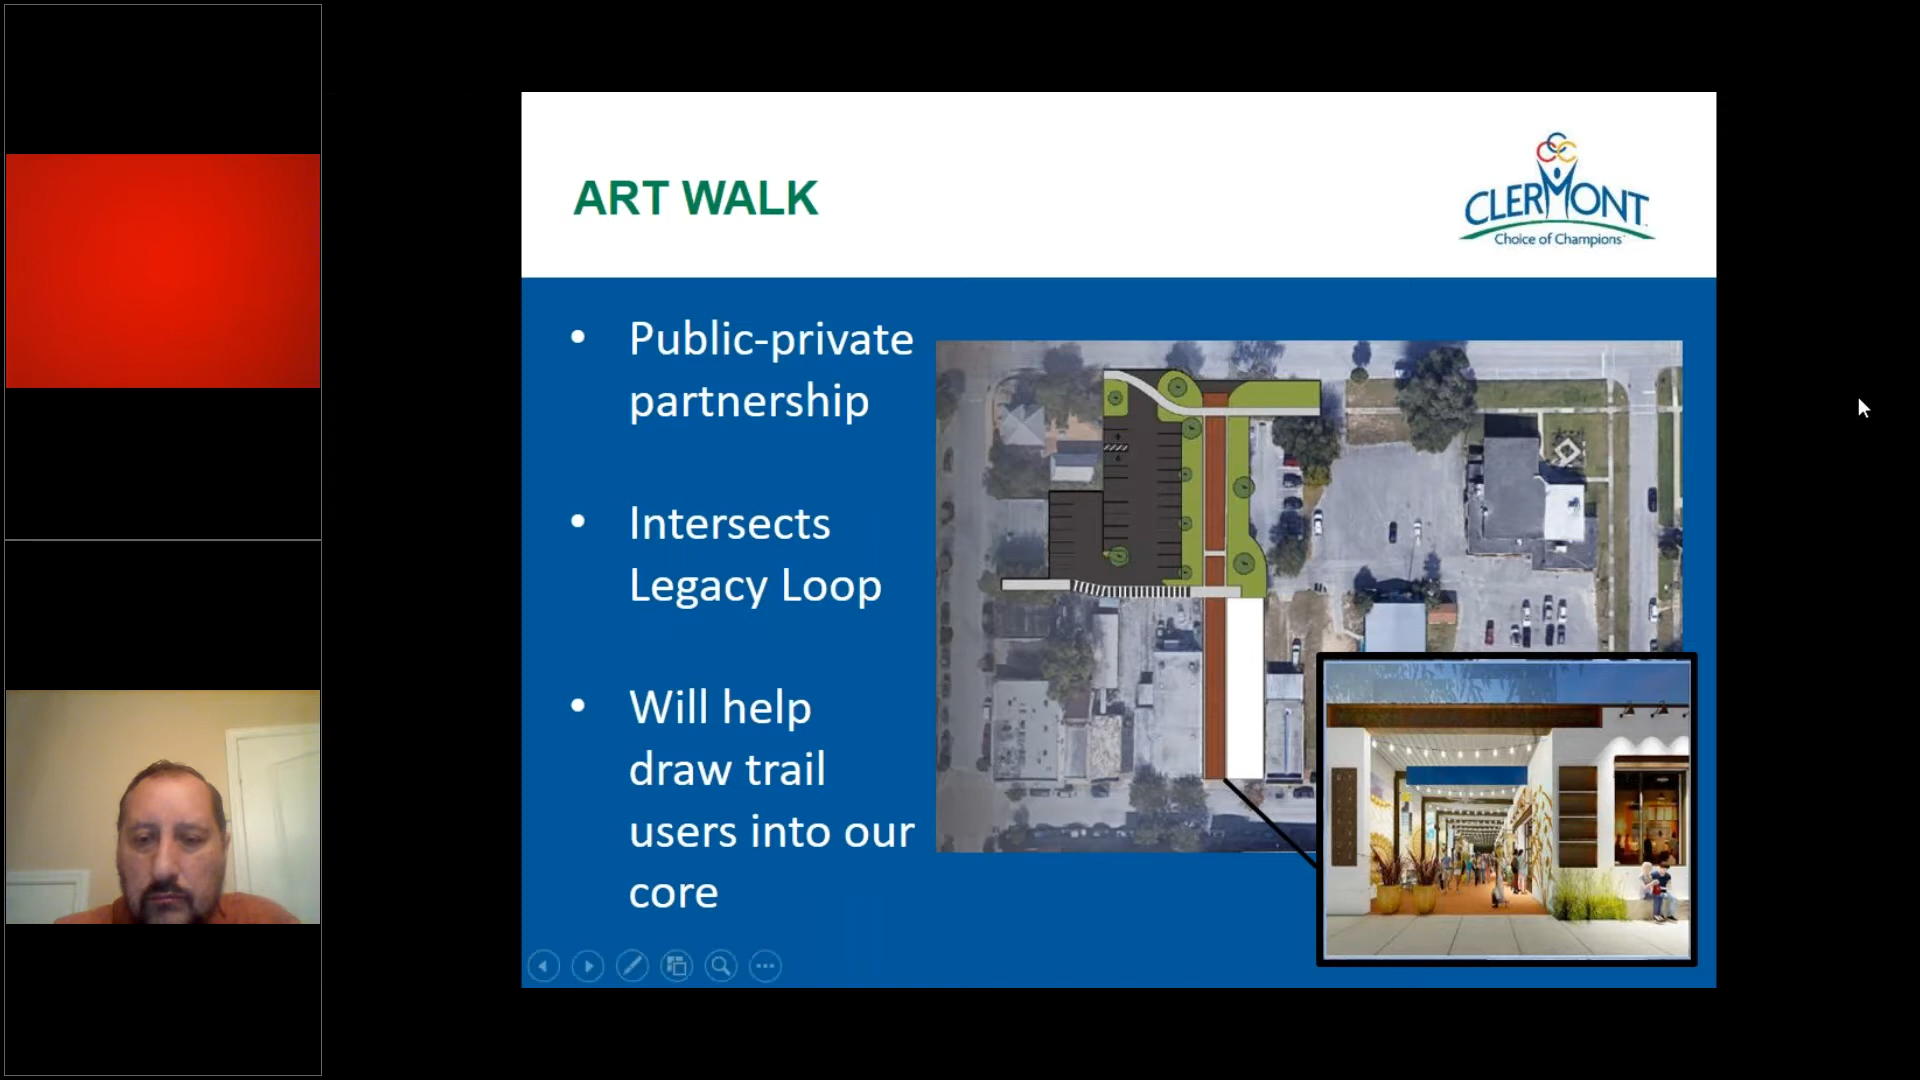 ART WALK
CLERMONT
Choice of Champions
• Public-private
partnership
• Intersects
Legacy Loop
• Will help
draw trail
users into our
core